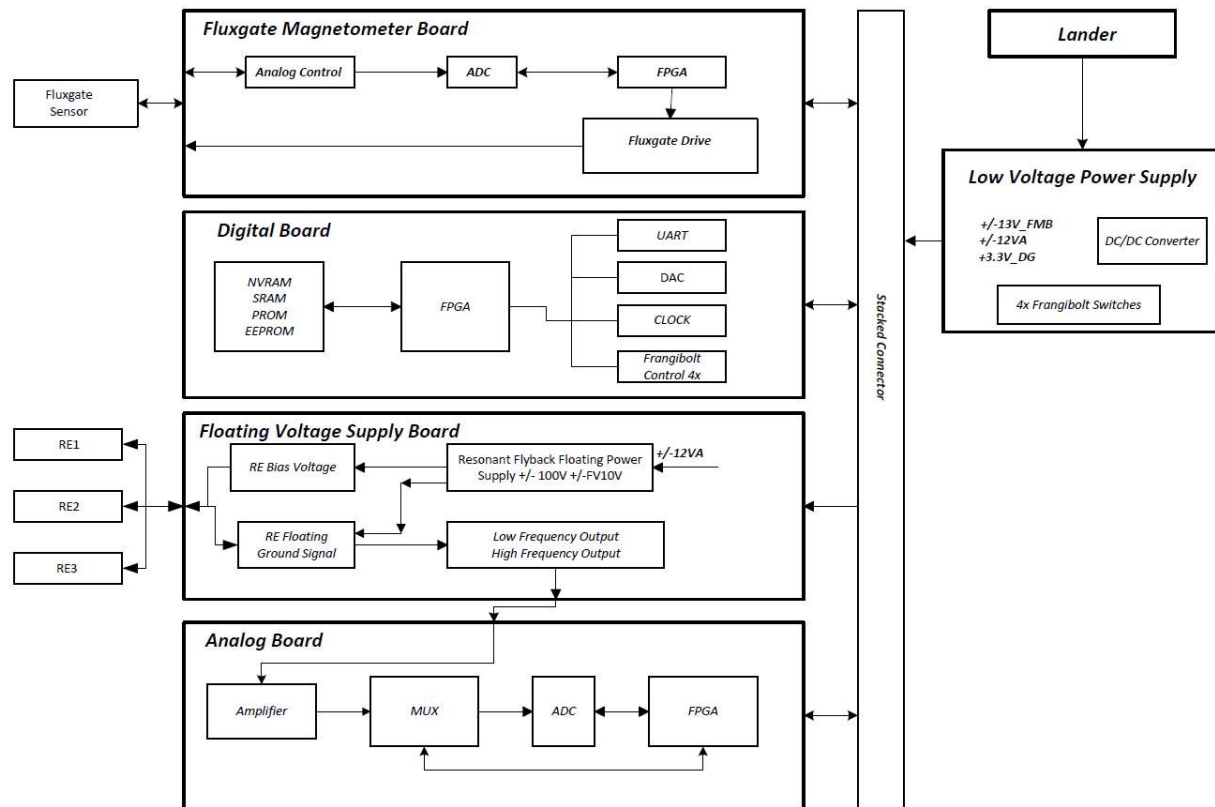 Fluxgate Magnetometer Board
Analog Control
ADC
FPGA
Fluxgate Drive
Fluxgate
Sensor
Digital Board
NVRAM
SRAM
PROM
EEPROM
FPGA
UART
DAC
CLOCK
Frangibolt
Control 4x
Floating Voltage Supply Board
RE1
RE2
RE3
RE Bias Voltage
Resonant Flyback Floating Power
Supply +/- 100V +/-FV10V
+/-12VA
RE Floating
Ground Signal
Low Frequency Output
High Frequency Output
Analog Board
Amplifier
MUX
ADC
FPGA
Stacked Connector
Lander
Low Voltage Power Supply
+/-13V_FMB
+/-12VA
+3.3V_DG
DC/DC Converter
4x Frangibolt Switches